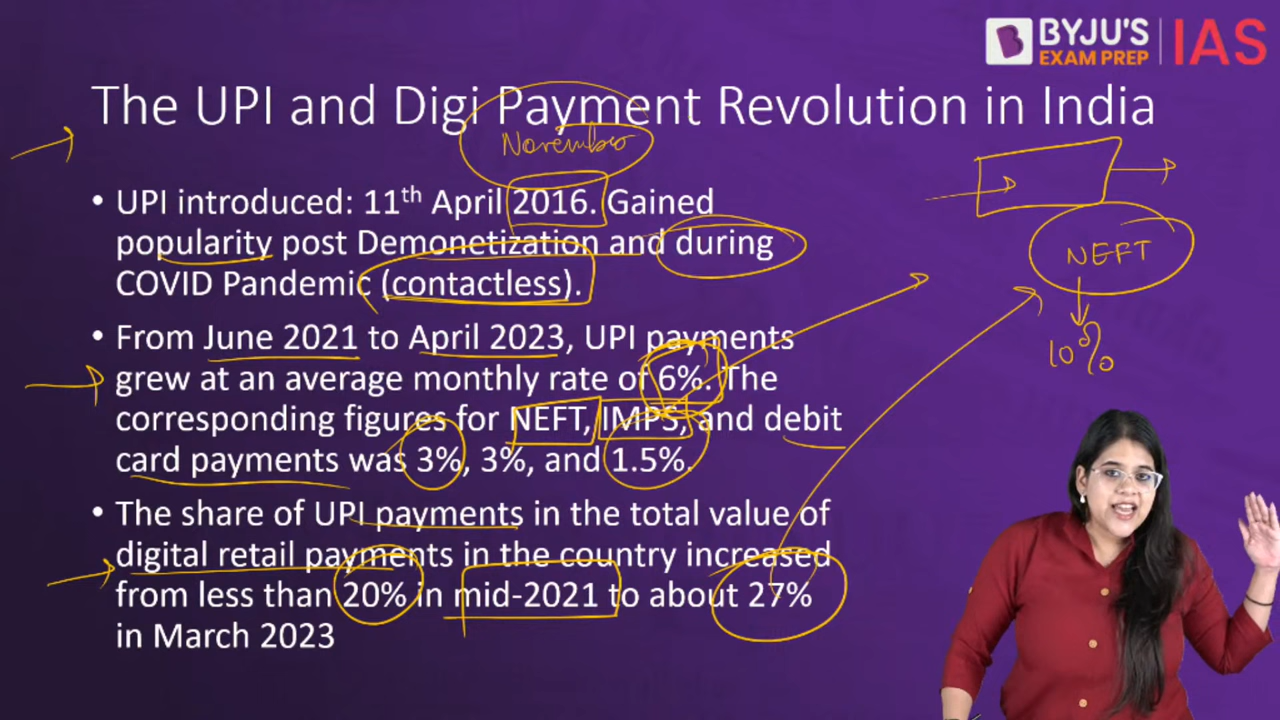 BYJU'S
EXAM PREP
IAS
The UPI and Digi Payment Revolution in India
November
• UPI introduced: 11th April 2016. Gained
popularity post Demonetization and during
COVID Pandemic (contactless).
• From June 2021 to April 2023, UPI payments
grew at an average monthly rate of 6%. The
corresponding figures for NEFT, IMPS, and debit
card payments was 3%, 3%, and 1.5%.
• The share of UPI payments in the total value of
digital retail payments in the country increased
from less than 20% in mid-2021 to about 27%
in March 2023
NEFT
10%